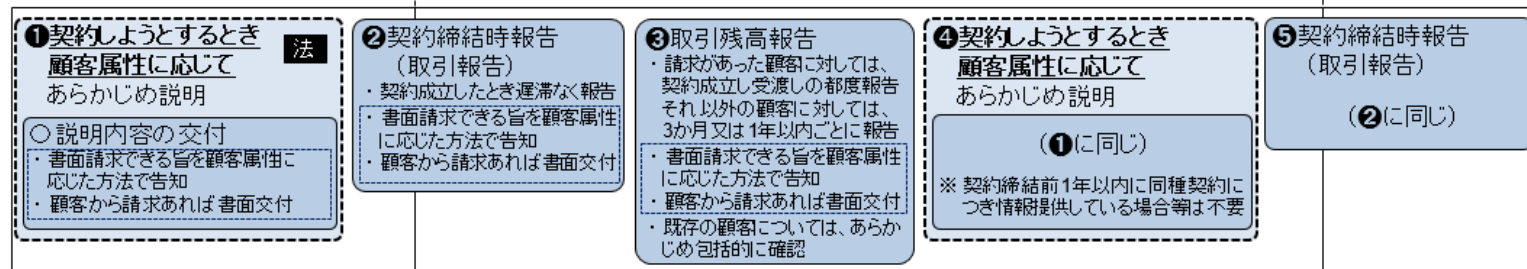 ❶契約しようとするとき
顧客属性に応じて
法
あらかじめ説明
○説明内容の交付
・書面請求できる旨を顧客属性に
応じた方法で告知
・顧客から請求あれば書面交付
❷契約締結時報告
（取引報告）
・契約成立したとき遅滞なく報告
・書面請求できる旨を顧客属性
に応じた方法で告知
・顧客から請求あれば書面交付
❸取引残高報告
・請求があった顧客に対しては、
契約成立し受渡しの都度報告
それ以外の顧客に対しては、
3か月又は1年以内ごとに報告
・書面請求できる旨を顧客属性
に応じた方法で告知
・顧客から請求あれば書面交付
・既存の顧客については、あらか
じめ包括的に確認
❹契約しようとするとき
顧客属性に応じて
あらかじめ説明
（❶に同じ）
※ 契約締結前1年以内に同種契約に
つき情報提供している場合等は不要
❺契約締結時報告
（取引報告）
（❷に同じ）